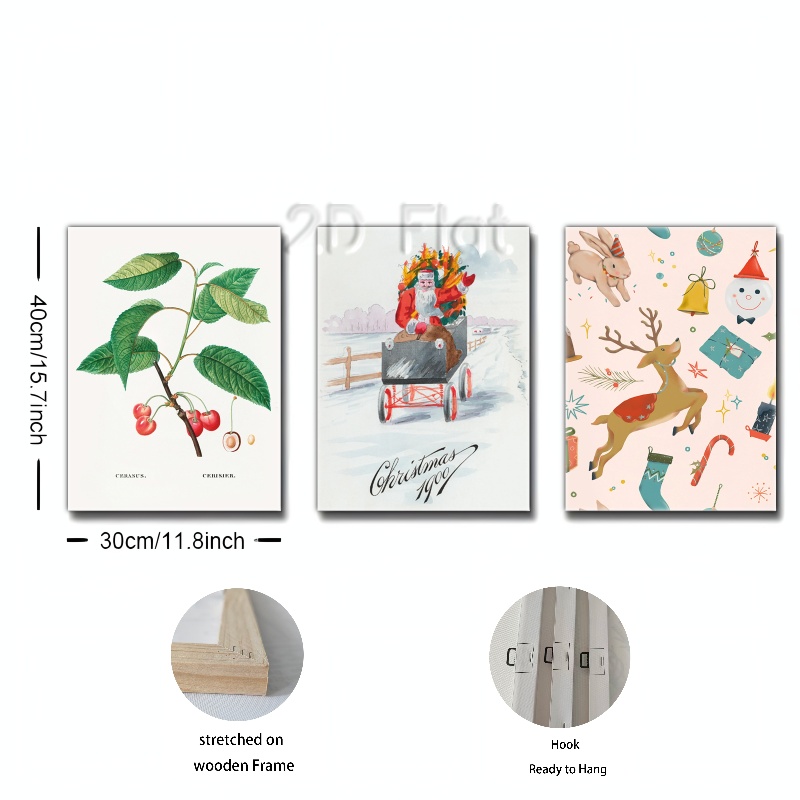 2D Flat
40cm/15.7inch
CERASUS. CERISIER.
Christmas
1900
30cm/11.8inch
stretched on
wooden Frame
Hook
Ready to Hang